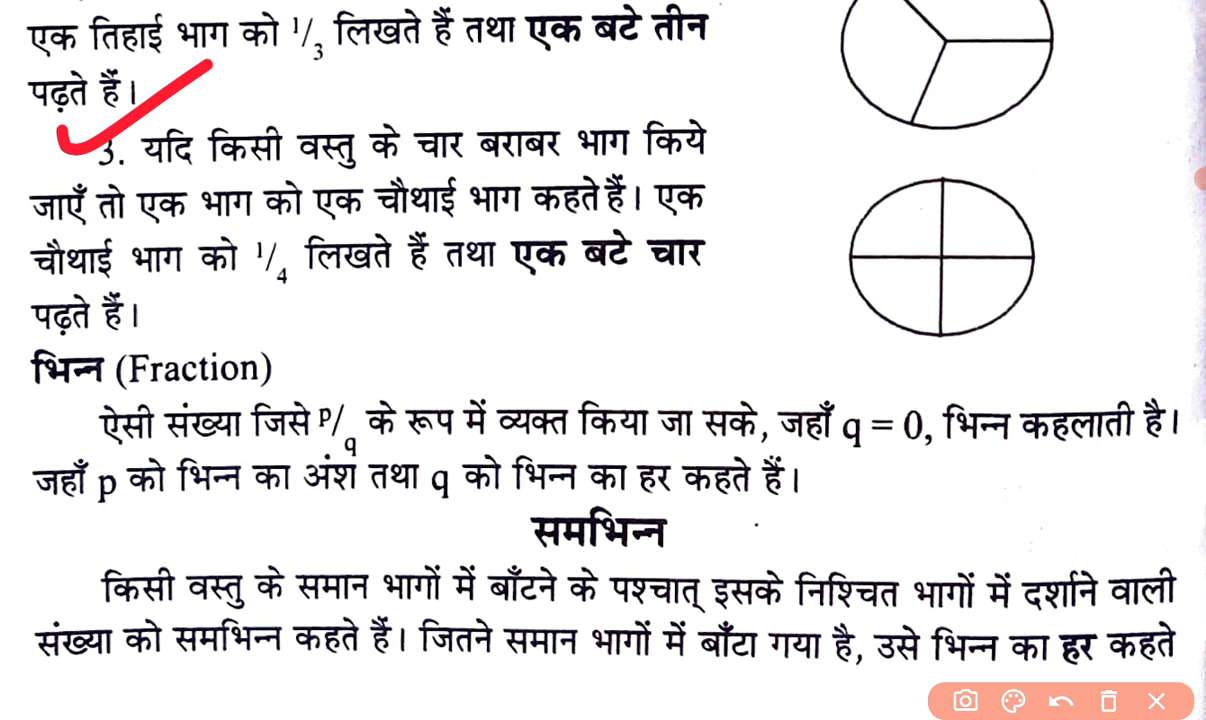 एक तिहाई भाग को 1/3 लिखते हैं तथा एक बटे तीन
पढ़ते हैं।
3. यदि किसी वस्तु के चार बराबर भाग किये
जाएँ तो एक भाग को एक चौथाई भाग कहते हैं। एक
चौथाई भाग को 1/4 लिखते हैं तथा एक बटे चार
पढ़ते हैं।
भिन्न (Fraction)
ऐसी संख्या जिसे p/q के रूप में व्यक्त किया जा सके, जहाँ q = 0, भिन्न कहलाती है।
जहाँ p को भिन्न का अंश तथा q को भिन्न का हर कहते हैं।
समभिन्न
किसी वस्तु के समान भागों में बाँटने के पश्चात् इसके निश्चित भागों में दर्शाने वाली
संख्या को समभिन्न कहते हैं। जितने समान भागों में बाँटा गया है, उसे भिन्न का हर कहते